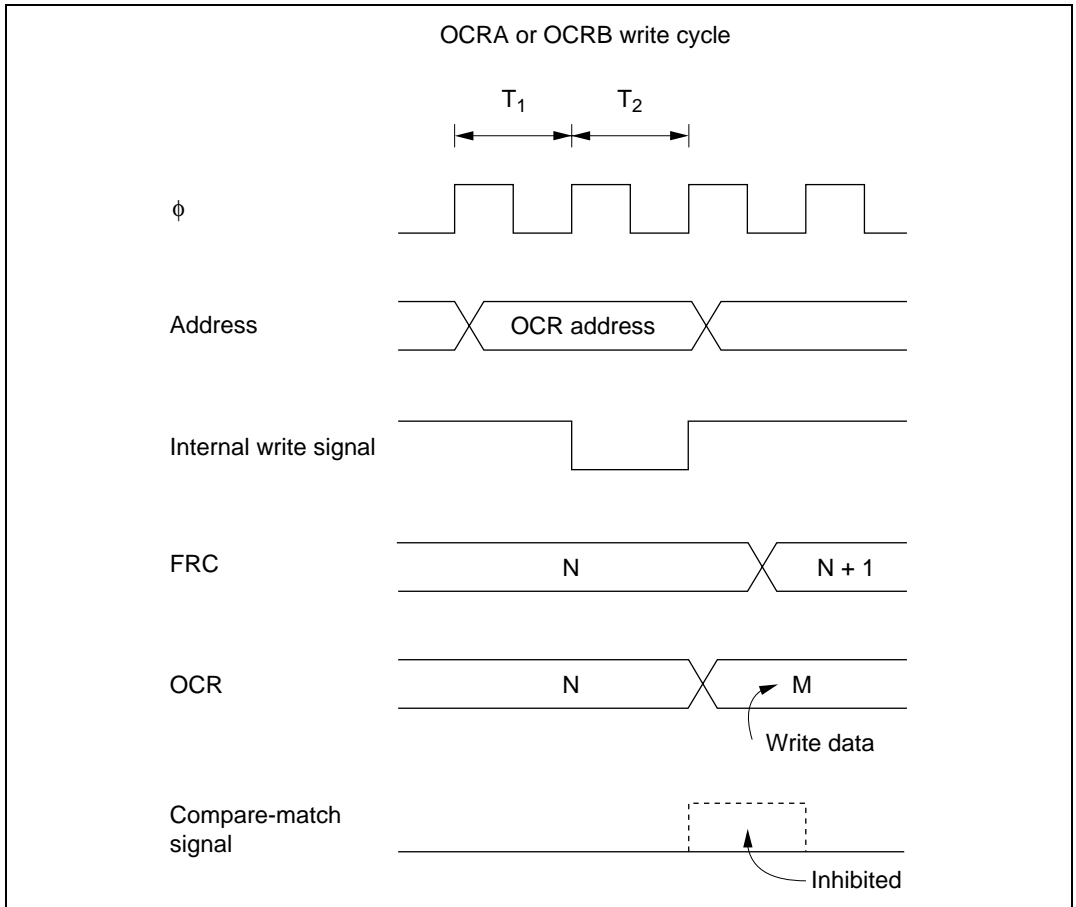 OCRA or OCRB write cycle
T1 T2
ϕ
Address OCR address
Internal write signal
FRC N N + 1
OCR N M
Write data
Compare-match
signal
Inhibited